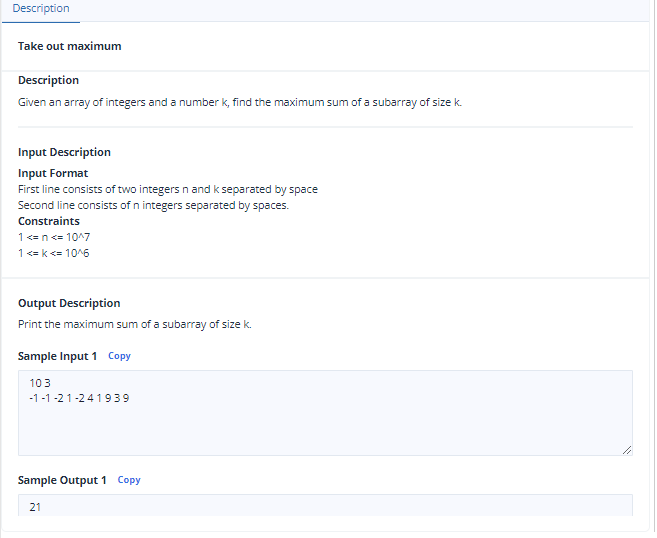 Description
Take out maximum
Description
Given an array of integers and a number k, find the maximum sum of a subarray of size k.
Input Description
Input Format
First line consists of two integers n and k separated by space
Second line consists of n integers separated by spaces.
Constraints
1 <= n <= 10^7
1 <= k <= 10^6
Output Description
Print the maximum sum of a subarray of size k.
Sample Input 1 Copy
10 3
-1 -1 -2 1 -2 4 1 9 3 9
Sample Output 1 Copy
21